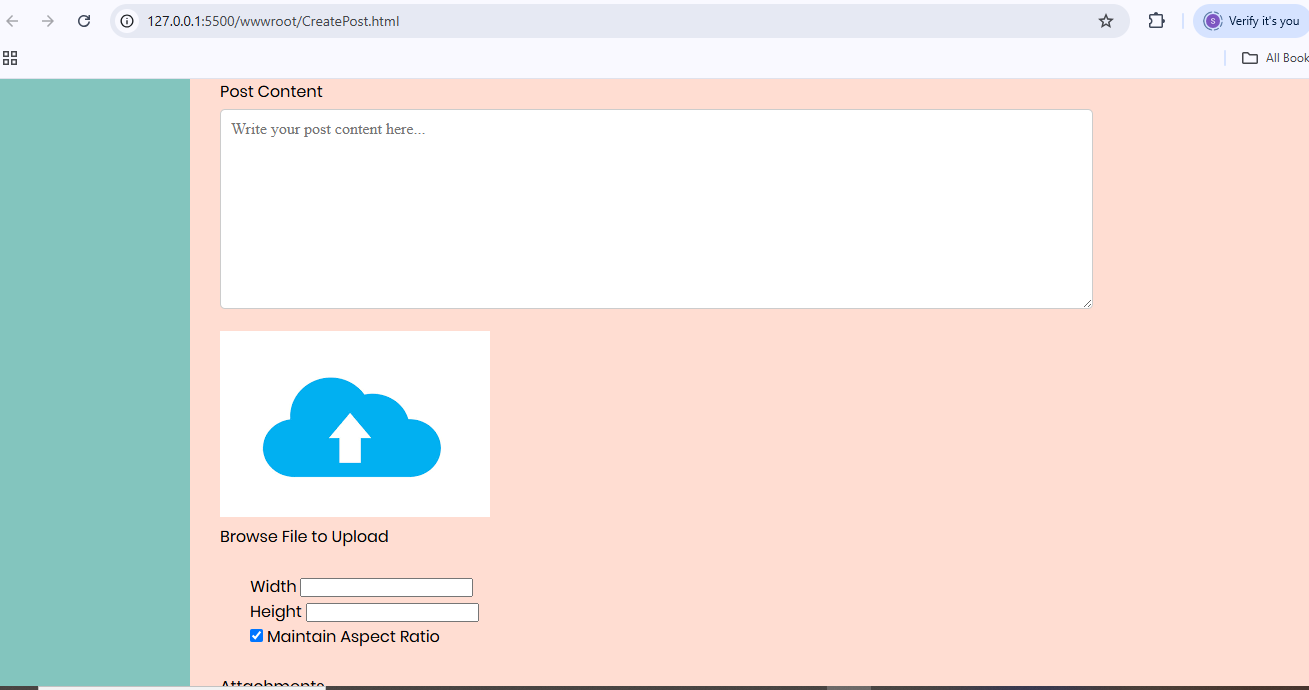 127.0.0.1:5500/wwwroot/CreatePost.html
S
Verify it's you
All Book
Post Content
Write your post content here...
Browse File to Upload
Width
Height
Maintain Aspect Ratio
Attachments